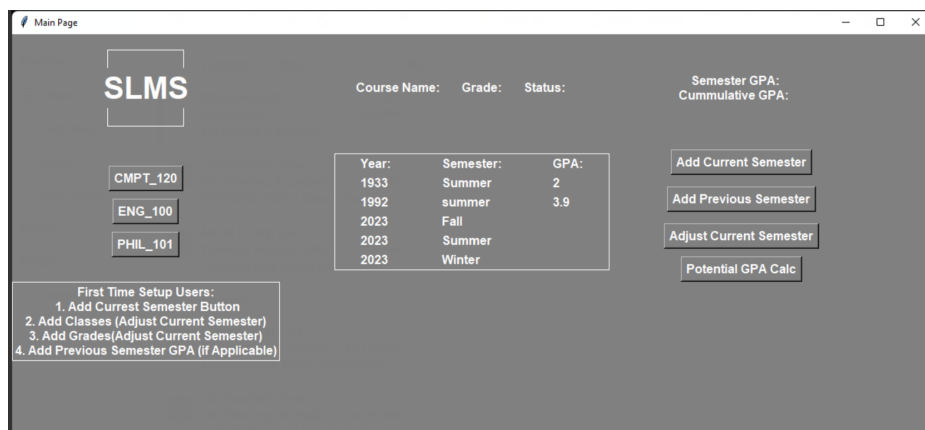 Main Page
SLMS
Course Name: Grade: Status:
Semester GPA:
Cummulative GPA:
CMPT_120
ENG_100
PHIL_101
Year: Semester: GPA:
1933 Summer 2
1992 summer 3.9
2023 Fall
2023 Summer
2023 Winter
Add Current Semester
Add Previous Semester
Adjust Current Semester
Potential GPA Calc
First Time Setup Users:
1. Add Currest Semester Button
2. Add Classes (Adjust Current Semester)
3. Add Grades(Adjust Current Semester)
4. Add Previous Semester GPA (if Applicable)